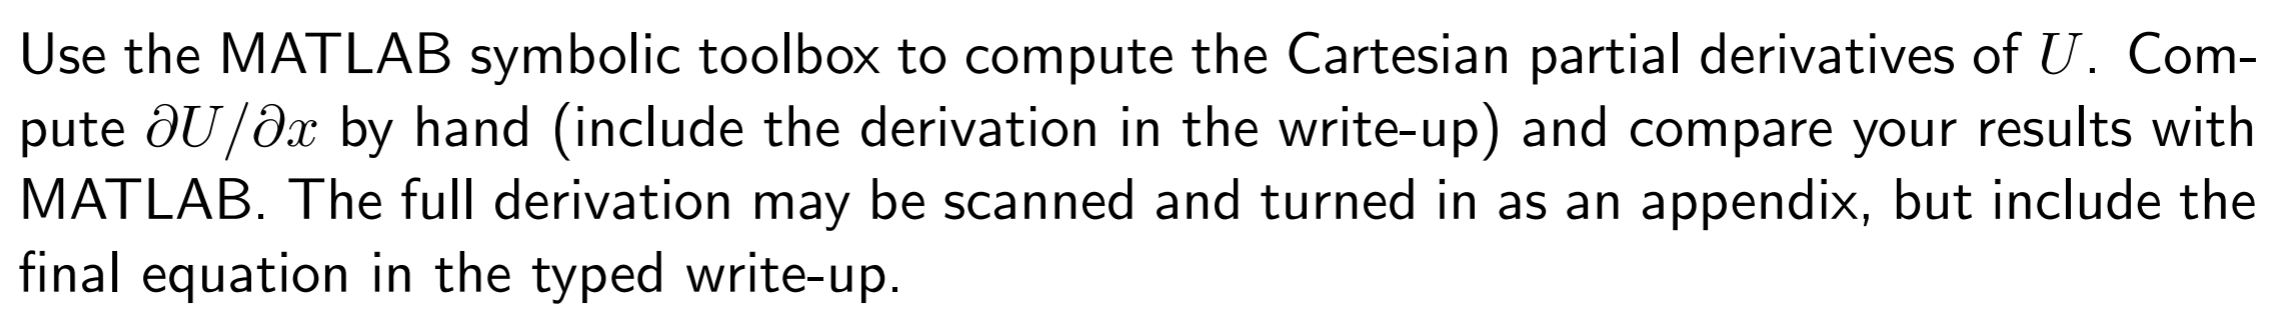 Use the MATLAB symbolic toolbox to compute the Cartesian partial derivatives of U. Com-
pute ∂U/∂x by hand (include the derivation in the write-up) and compare your results with
MATLAB. The full derivation may be scanned and turned in as an appendix, but include the
final equation in the typed write-up.